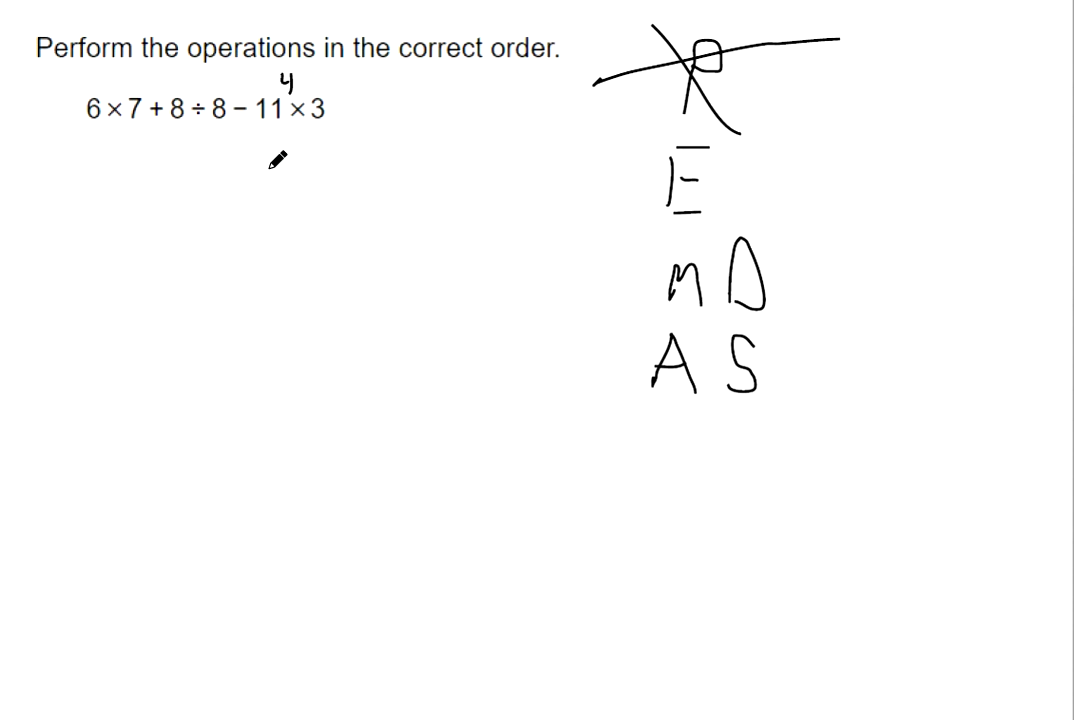 Perform the operations in the correct order.
4
6 × 7 + 8 ÷ 8 − 11 × 3
P
E
M D
A S